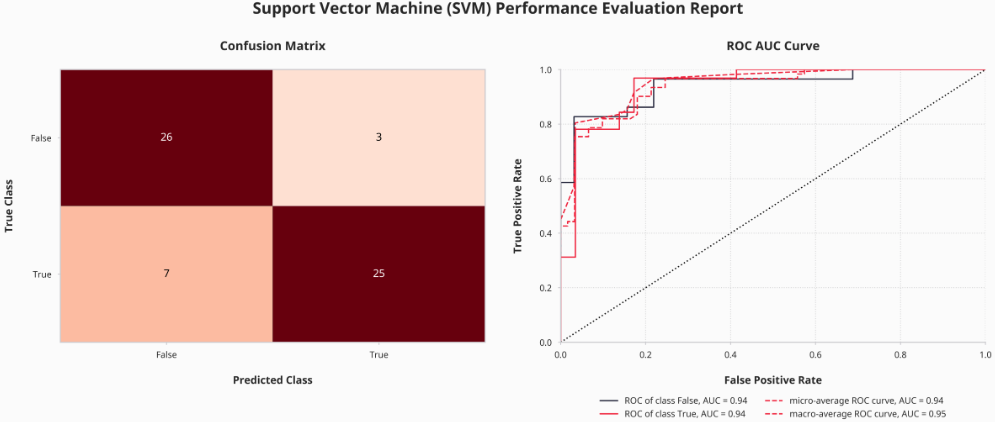 Support Vector Machine (SVM) Performance Evaluation Report
Confusion Matrix
True Class
False
True
26
3
7
25
False
True
Predicted Class
ROC AUC Curve
True Positive Rate
1.0
0.8
0.6
0.4
0.2
0.0
0.0
0.2
0.4
0.6
0.8
1.0
False Positive Rate
ROC of class False, AUC = 0.94
ROC of class True, AUC = 0.94
micro-average ROC curve, AUC = 0.94
macro-average ROC curve, AUC = 0.95